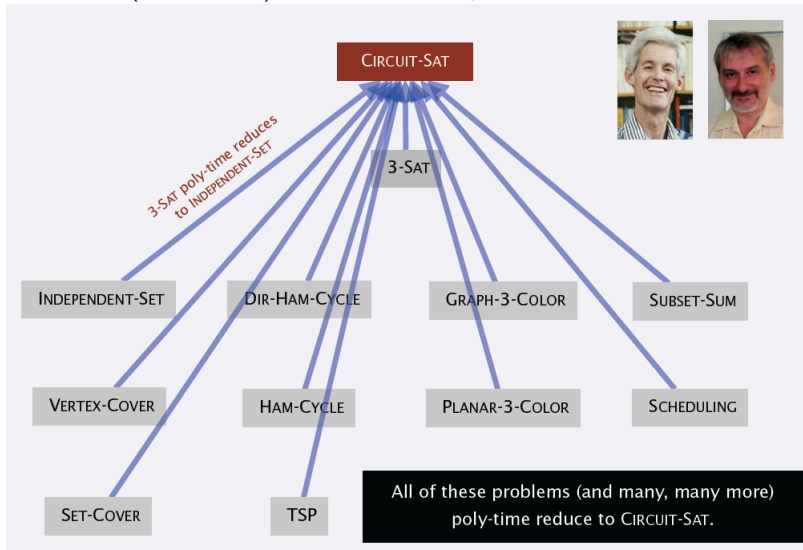 CIRCUIT-SAT
3-SAT poly-time reduces
to INDEPENDENT-SET
3-SAT
INDEPENDENT-SET
DIR-HAM-CYCLE
GRAPH-3-COLOR
SUBSET-SUM
VERTEX-COVER
HAM-CYCLE
PLANAR-3-COLOR
SCHEDULING
SET-COVER
TSP
All of these problems (and many, many more)
poly-time reduce to CIRCUIT-SAT.